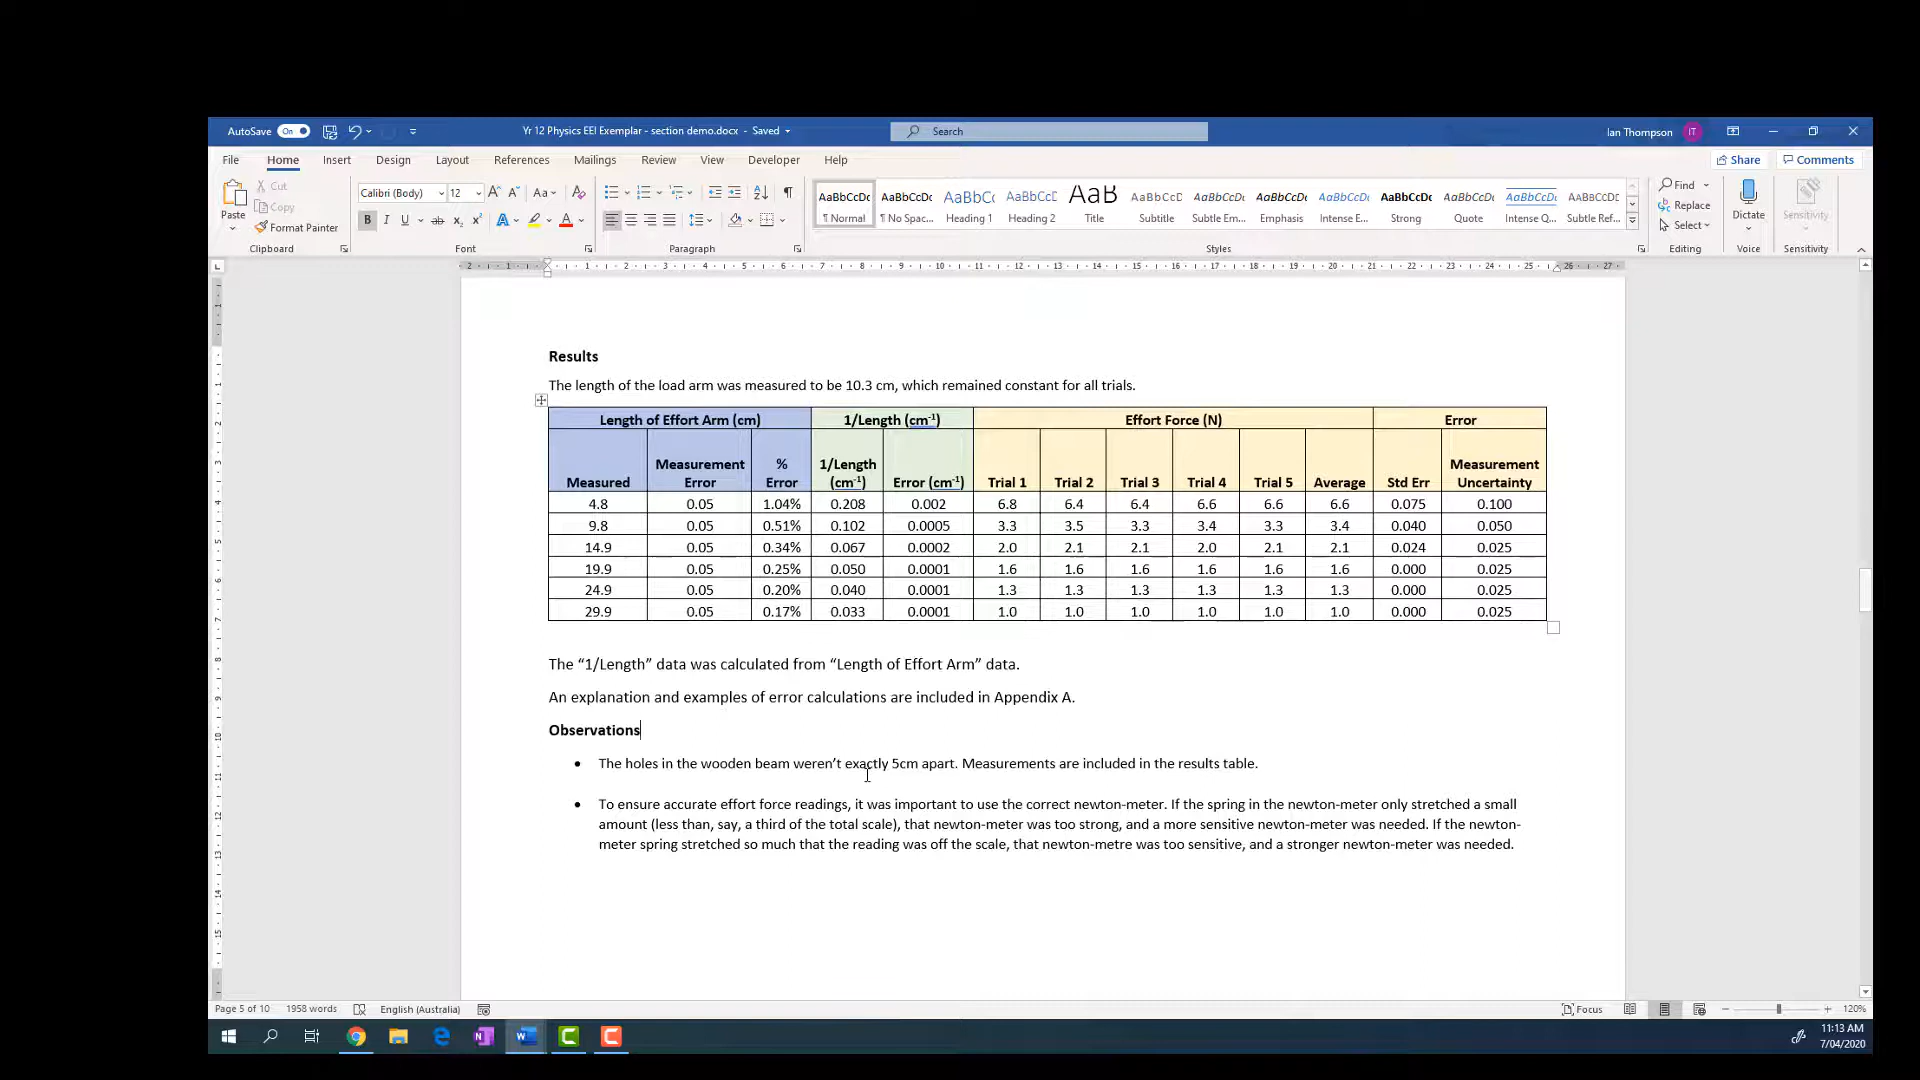 AutoSave On Yr 12 Physics EEI Exemplar - section demo.docx - Saved Search Ian Thompson IT
File Home Insert Design Layout References Mailings Review View Developer Help Share Comments
Paste Cut Copy Format Painter
Calibri (Body) 12
AaBbCcDc AaBbCcDc AaBbCc AaBbCcD AaB AaBbCcD AaBbCcDc AaBbCcDc AaBbCcDc AaBbCcDc AaBbCcDc AaBbCcDc AaBbCcDc
¶ Normal ¶ No Spac... Heading 1 Heading 2 Title Subtitle Subtle Em... Emphasis Intense E... Strong Quote Intense Q... Subtle Ref...
Find Replace Select Dictate Sensitivity
Clipboard Font Paragraph Styles Editing Voice Sensitivity
Results
The length of the load arm was measured to be 10.3 cm, which remained constant for all trials.
Length of Effort Arm (cm) 1/Length (cm⁻¹) Effort Force (N) Error
Measured Measurement Error % Error 1/Length (cm⁻¹) Error (cm⁻¹) Trial 1 Trial 2 Trial 3 Trial 4 Trial 5 Average Std Err Measurement Uncertainty
4.8 0.05 1.04% 0.208 0.002 6.8 6.4 6.4 6.6 6.6 6.6 0.075 0.100
9.8 0.05 0.51% 0.102 0.0005 3.3 3.5 3.3 3.4 3.3 3.4 0.040 0.050
14.9 0.05 0.34% 0.067 0.0002 2.0 2.1 2.1 2.0 2.1 2.1 0.024 0.025
19.9 0.05 0.25% 0.050 0.0001 1.6 1.6 1.6 1.6 1.6 1.6 0.000 0.025
24.9 0.05 0.20% 0.040 0.0001 1.3 1.3 1.3 1.3 1.3 1.3 0.000 0.025
29.9 0.05 0.17% 0.033 0.0001 1.0 1.0 1.0 1.0 1.0 1.0 0.000 0.025
The “1/Length” data was calculated from “Length of Effort Arm” data.
An explanation and examples of error calculations are included in Appendix A.
Observations
• The holes in the wooden beam weren’t exactly 5cm apart. Measurements are included in the results table.
• To ensure accurate effort force readings, it was important to use the correct newton-meter. If the spring in the newton-meter only stretched a small
amount (less than, say, a third of the total scale), that newton-meter was too strong, and a more sensitive newton-meter was needed. If the newton-
meter spring stretched so much that the reading was off the scale, that newton-metre was too sensitive, and a stronger newton-meter was needed.
Page 5 of 10 1958 words English (Australia) Focus 120%
11:13 AM
7/04/2020